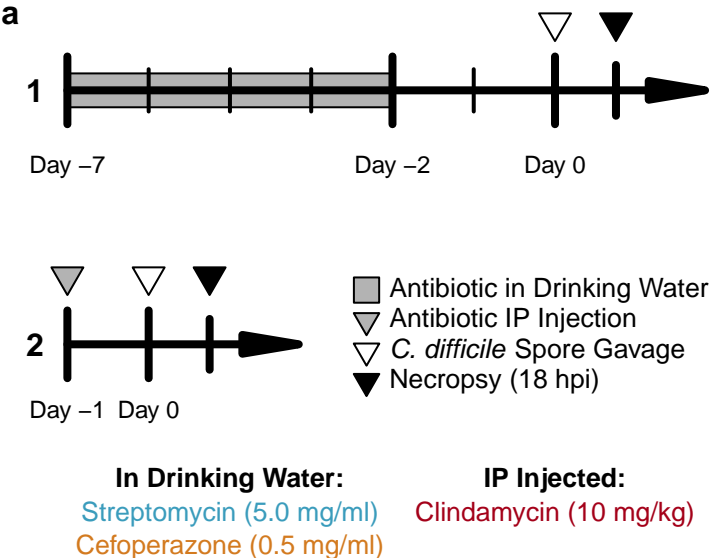 a
1
Day −7
Day −2
Day 0
2
Day −1
Day 0
Antibiotic in Drinking Water
Antibiotic IP Injection
C. difficile Spore Gavage
Necropsy (18 hpi)
In Drinking Water:
Streptomycin (5.0 mg/ml)
Cefoperazone (0.5 mg/ml)
IP Injected:
Clindamycin (10 mg/kg)